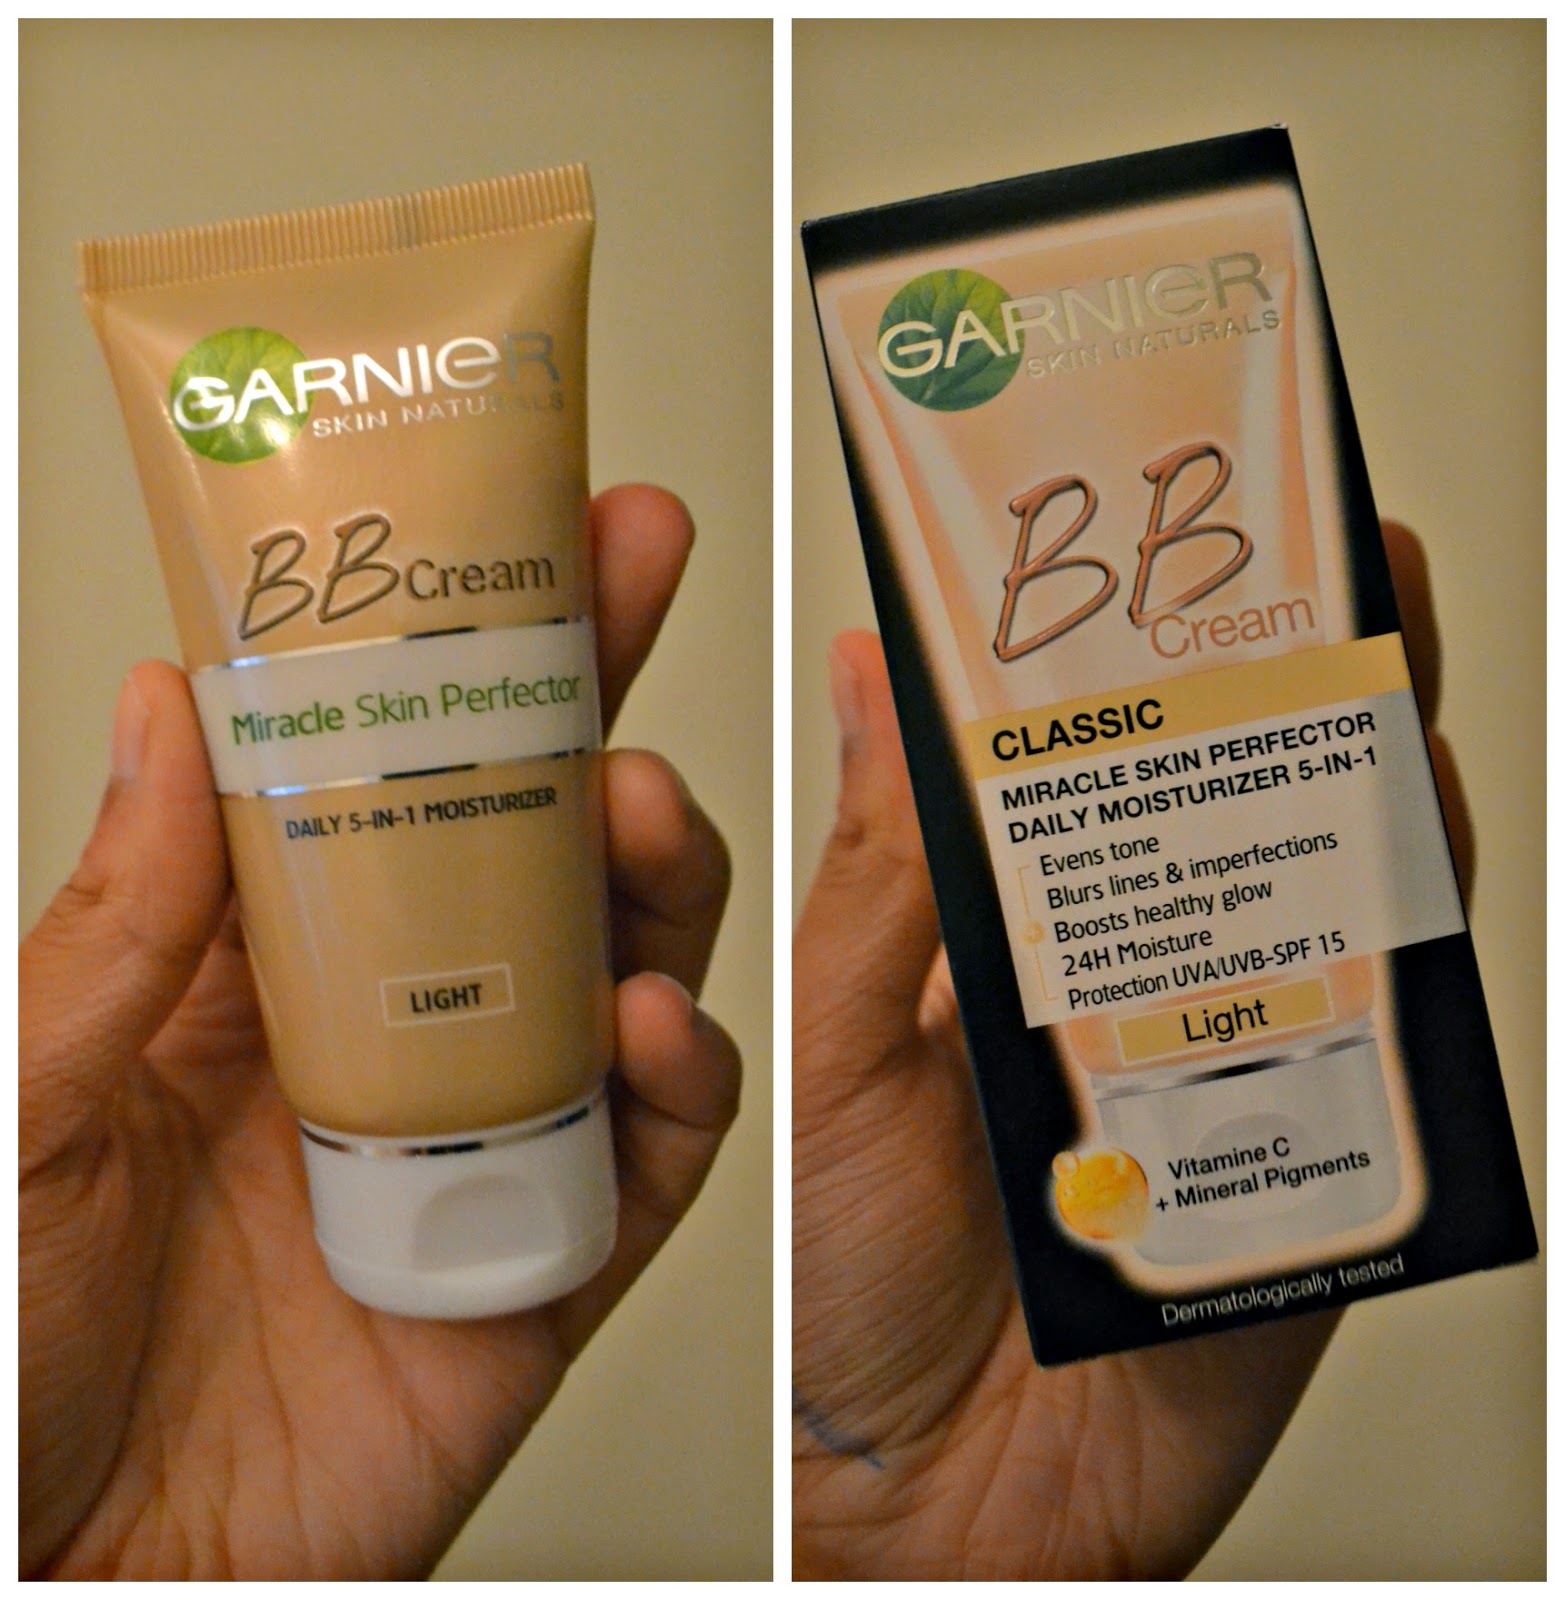 GARNIER
SKIN NATURALS
BB Cream
Miracle Skin Perfector
DAILY 5-IN-1 MOISTURIZER
LIGHT
GARNIER
SKIN NATURALS
BB
Cream
CLASSIC
MIRACLE SKIN PERFECTOR
DAILY MOISTURIZER 5-IN-1
Evens tone
Blurs lines & imperfections
Boosts healthy glow
24H Moisture
Protection UVA/UVB-SPF 15
Light
Vitamine C
+ Mineral Pigments
Dermatologically tested